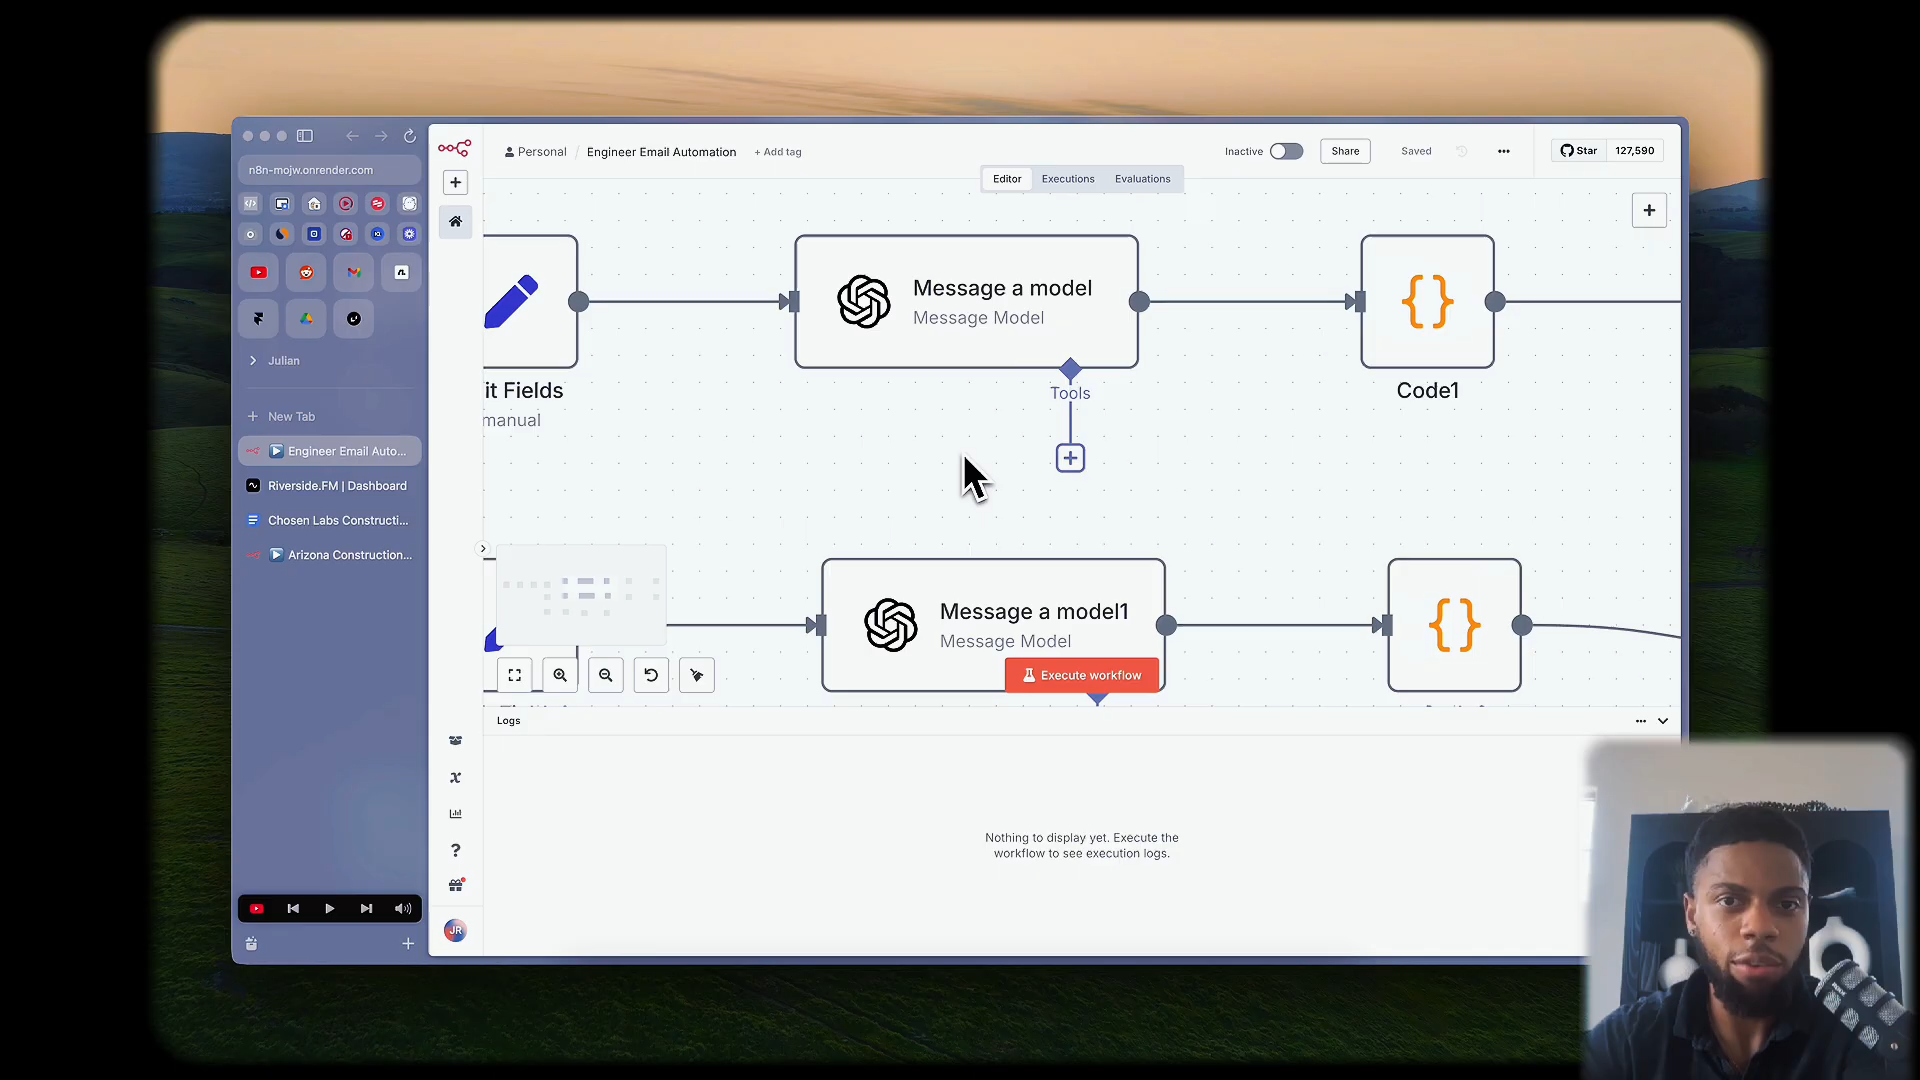 n8n-mojw.onrender.com
Julian
New Tab
Engineer Email Auto...
Riverside.FM | Dashboard
Chosen Labs Constructi...
Arizona Construction...
Personal / Engineer Email Automation + Add tag
Inactive
Share
Saved
Star 127,590
Editor Executions Evaluations
Message a model
Message Model
Tools
it Fields
manual
Code1
Message a model1
Message Model
Execute workflow
Logs
Nothing to display yet. Execute the
workflow to see execution logs.
JR